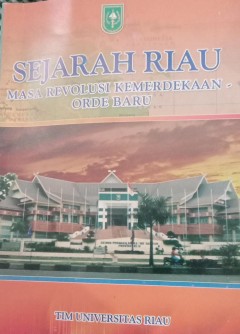 SEJARAH RIAU
MASA REVOLUSI KEMERDEKAAN -
ORDE BARU
TIM UNIVERSITAS RIAU